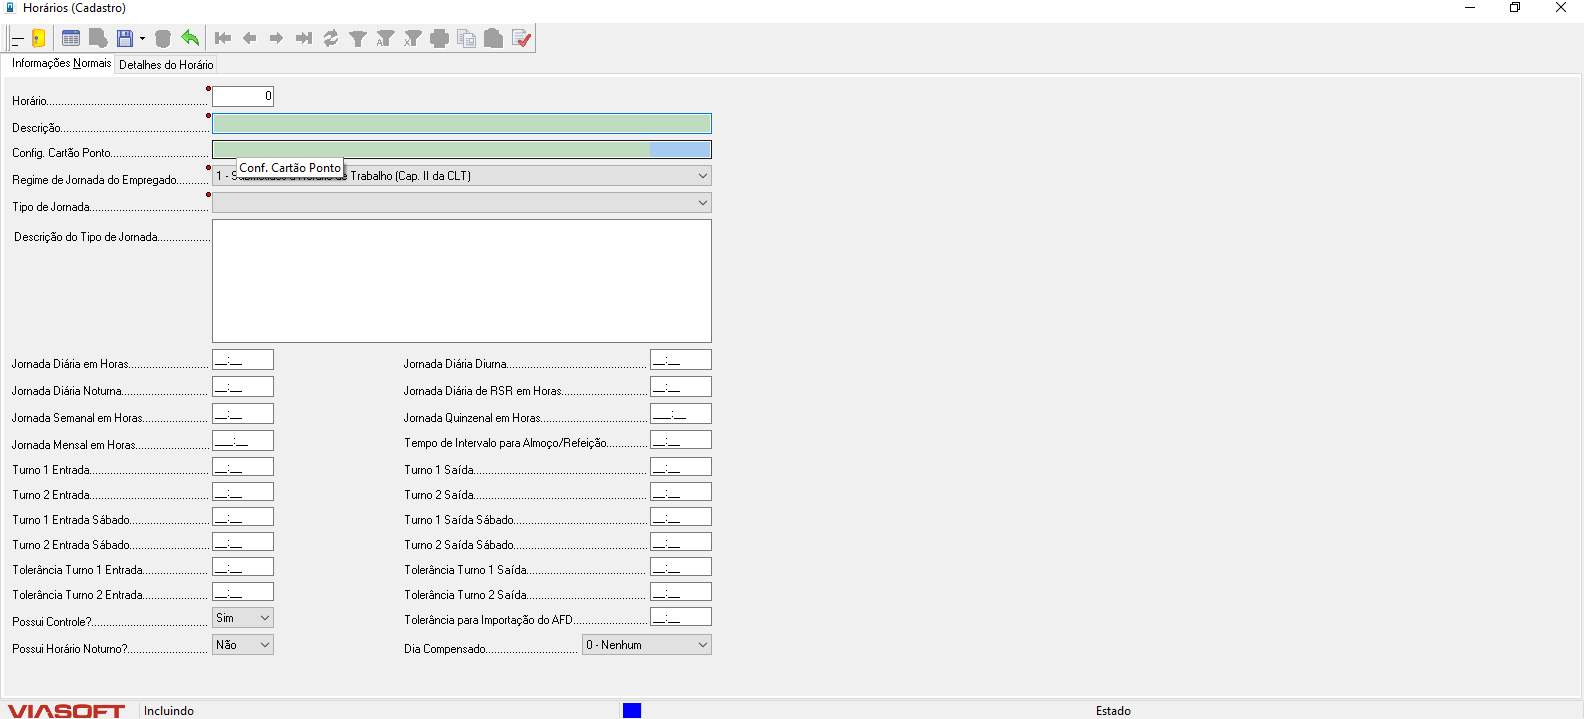 Horários (Cadastro)
Informações Normais Detalhes do Horário
Horário 0
Descrição
Config. Cartão Ponto
Conf. Cartão Ponto
Regime de Jornada do Empregado 1 - de Trabalho (Cap. II da CLT)
Tipo de Jornada
Descrição do Tipo de Jornada
Jornada Diária em Horas __:__ Jornada Diária Diurna __:__
Jornada Diária Noturna __:__ Jornada Diária de RSR em Horas __:__
Jornada Semanal em Horas __:__ Jornada Quinzenal em Horas ___:__
Jornada Mensal em Horas ___:__ Tempo de Intervalo para Almoço/Refeição __:__
Turno 1 Entrada __:__ Turno 1 Saída __:__
Turno 2 Entrada __:__ Turno 2 Saída __:__
Turno 1 Entrada Sábado __:__ Turno 1 Saída Sábado __:__
Turno 2 Entrada Sábado __:__ Turno 2 Saída Sábado __:__
Tolerância Turno 1 Entrada __:__ Tolerância Turno 1 Saída __:__
Tolerância Turno 2 Entrada __:__ Tolerância Turno 2 Saída __:__
Possui Controle? Sim Tolerância para Importação do AFD __:__
Possui Horário Noturno? Não Dia Compensado 0 - Nenhum
VIASOFT Incluindo Estado